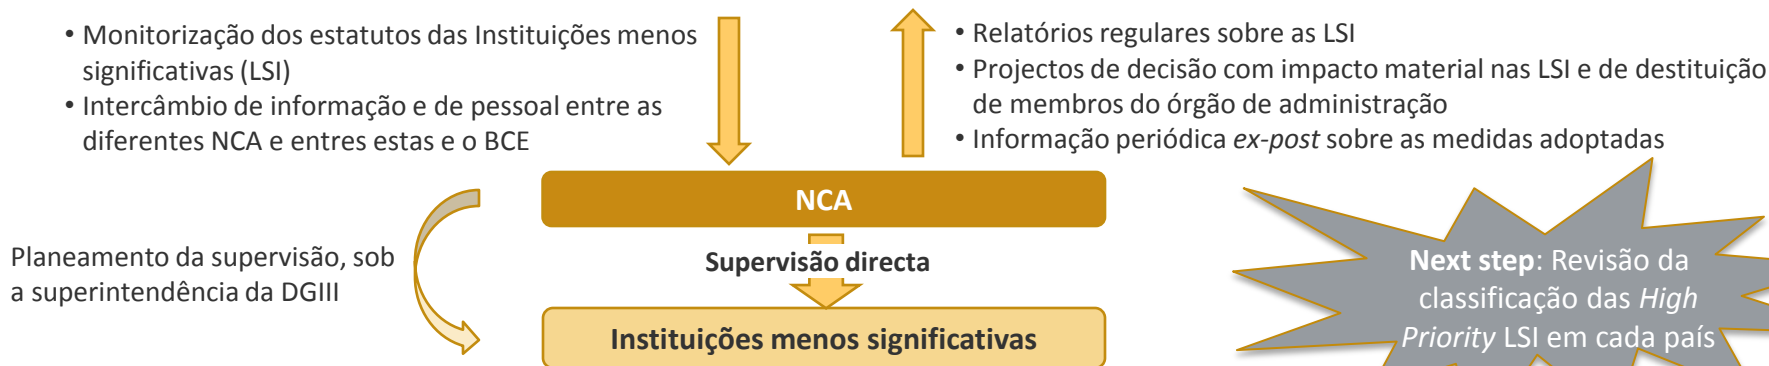 • Monitorização dos estatutos das Instituições menos
significativas (LSI)
• Intercâmbio de informação e de pessoal entre as
diferentes NCA e entres estas e o BCE
• Relatórios regulares sobre as LSI
• Projectos de decisão com impacto material nas LSI e de destituição
de membros do órgão de administração
• Informação periódica ex-post sobre as medidas adoptadas
NCA
Planeamento da supervisão, sob
a superintendência da DGIII
Supervisão directa
Instituições menos significativas
Next step: Revisão da
classificação das High
Priority LSI em cada país